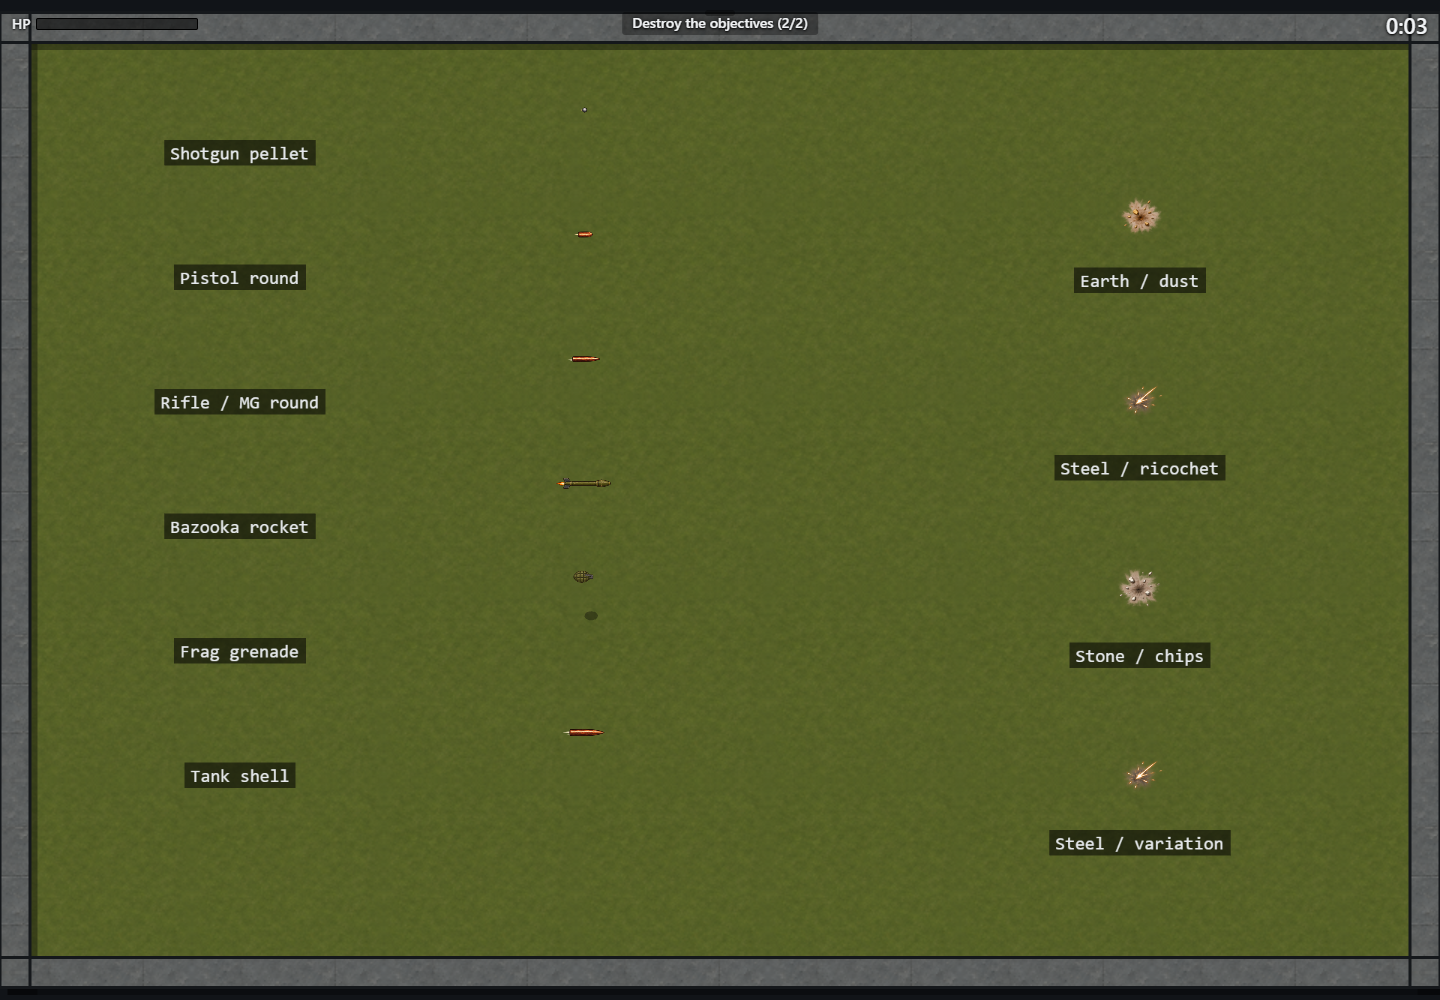 HP
Destroy the objectives (2/2)
0:03
Shotgun pellet
Pistol round
Earth / dust
Rifle / MG round
Steel / ricochet
Bazooka rocket
Frag grenade
Stone / chips
Tank shell
Steel / variation